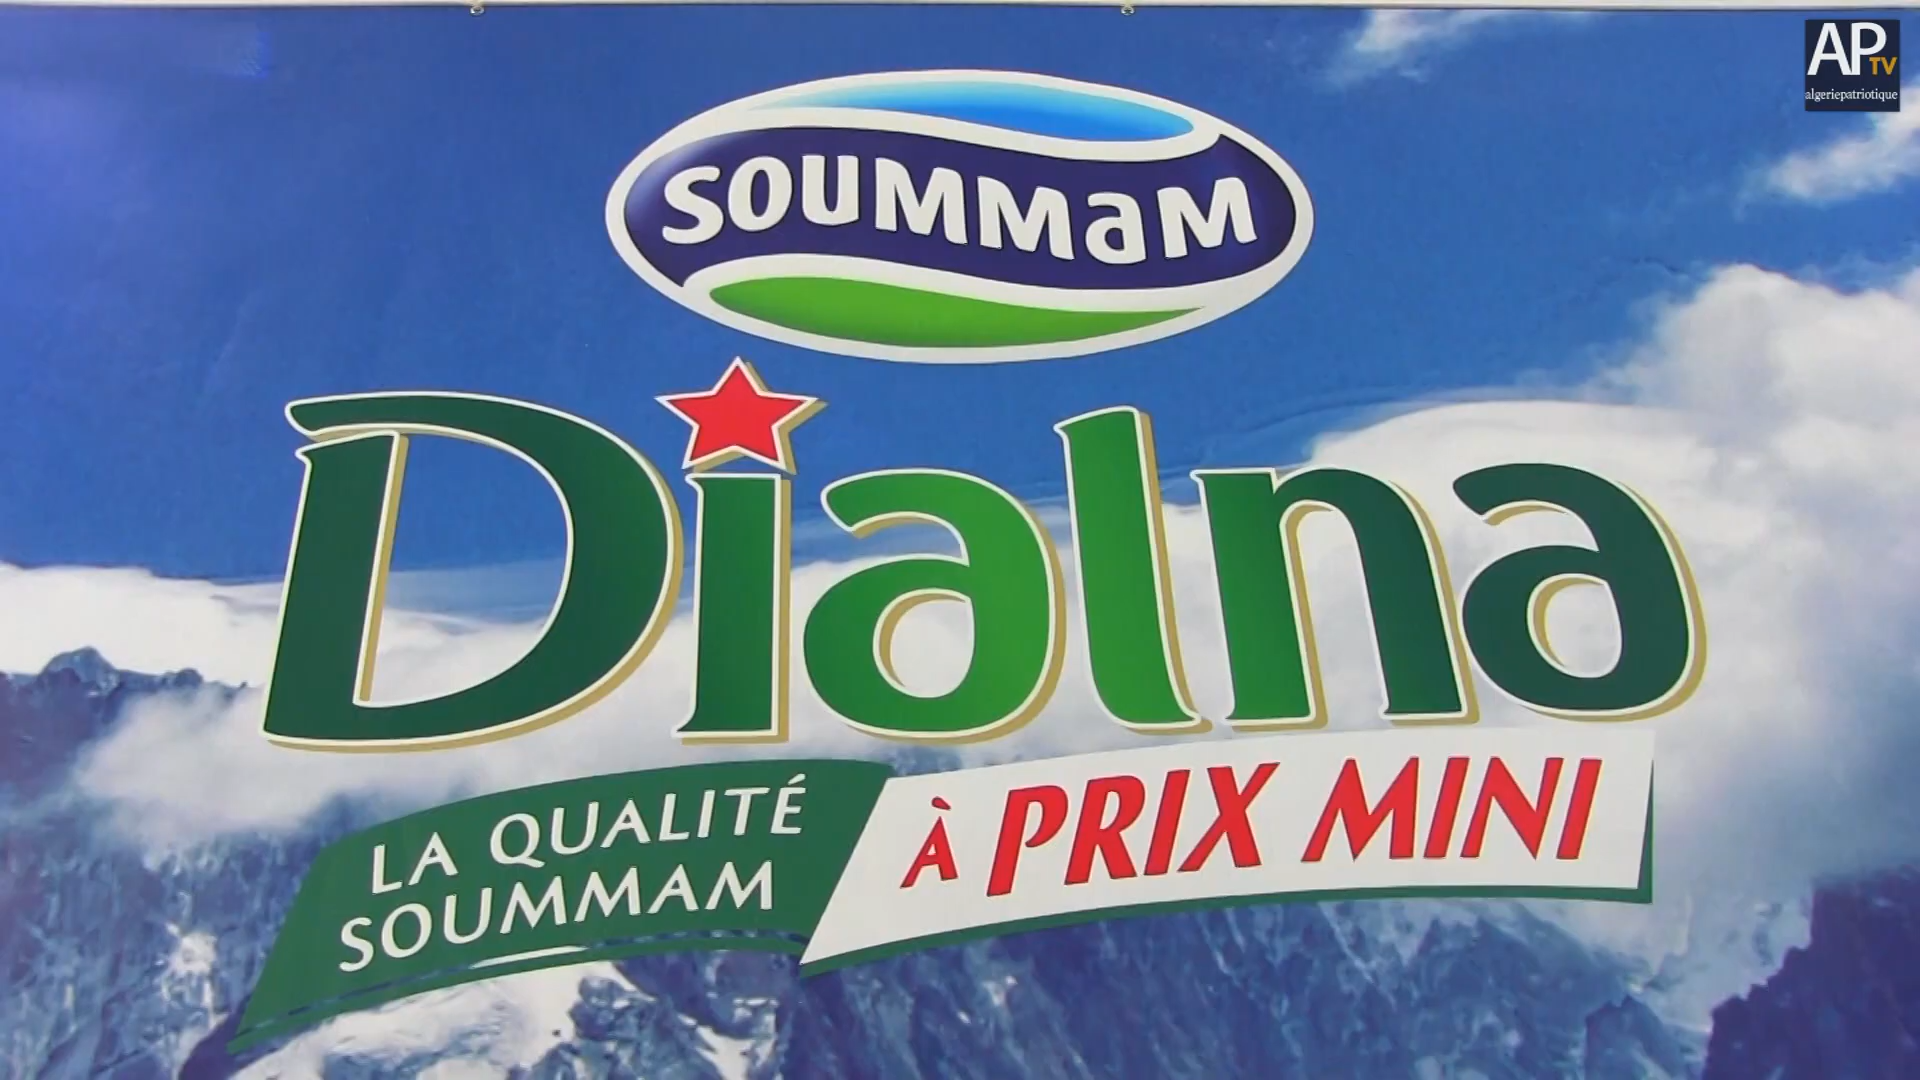 AP
TV
algeriepatriotique
SOUMMaM
Dialna
LA QUALITÉ
SOUMMAM
À PRIX MINI